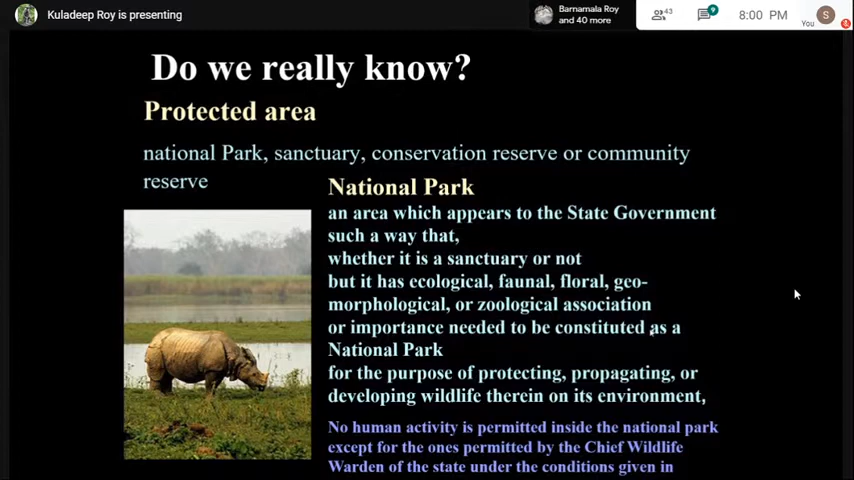 Kuladeep Roy is presenting
Barnamala Roy
and 40 more
43
9
8:00 PM
You
S
Do we really know?
Protected area
national Park, sanctuary, conservation reserve or community
reserve
National Park
an area which appears to the State Government
such a way that,
whether it is a sanctuary or not
but it has ecological, faunal, floral, geo-
morphological, or zoological association
or importance needed to be constituted as a
National Park
for the purpose of protecting, propagating, or
developing wildlife therein on its environment,
No human activity is permitted inside the national park
except for the ones permitted by the Chief Wildlife
Warden of the state under the conditions given in